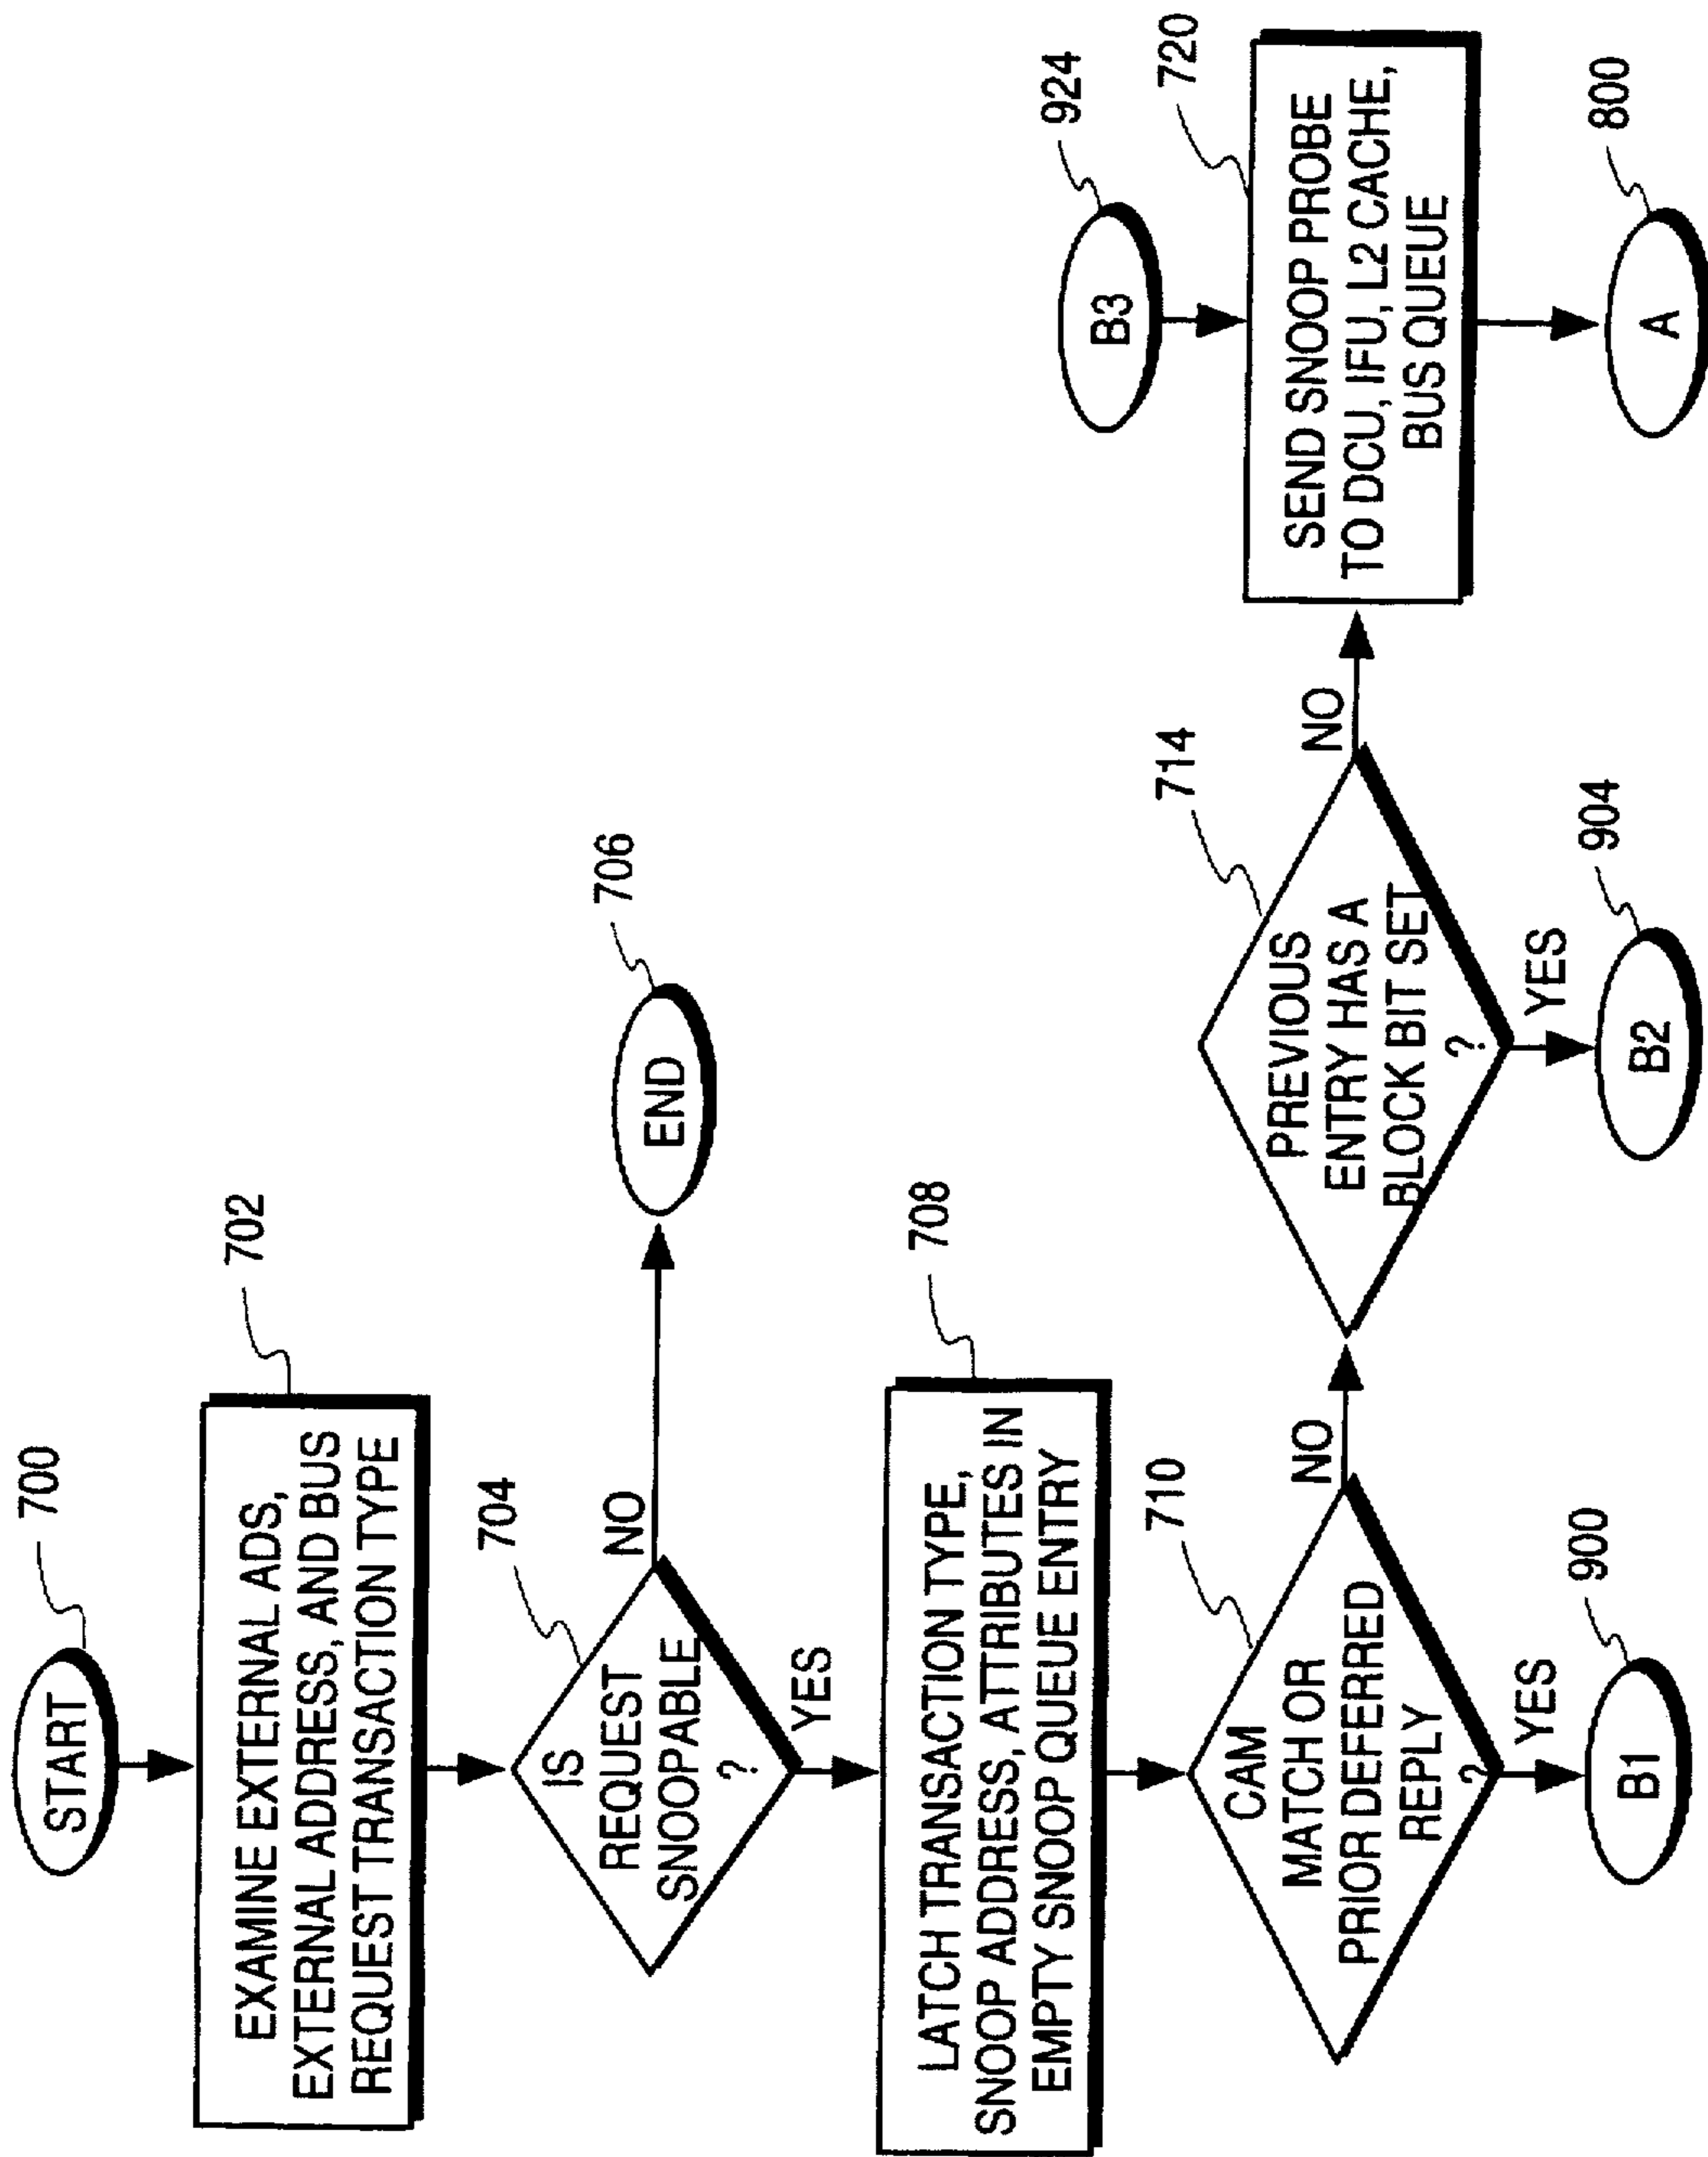 START
700
EXAMINE EXTERNAL ADS,
EXTERNAL ADDRESS, AND BUS
REQUEST TRANSACTION TYPE
702
IS
REQUEST
SNOOPABLE
?
704
NO
END
706
YES
LATCH TRANSACTION TYPE,
SNOOP ADDRESS, ATTRIBUTES IN
EMPTY SNOOP QUEUE ENTRY
708
CAM
MATCH OR
PRIOR DEFERRED
REPLY
?
710
NO
YES
B1
900
PREVIOUS
ENTRY HAS A
BLOCK BIT SET
?
714
NO
YES
B2
904
B3
924
SEND SNOOP PROBE
TO DCU, IFU, L2 CACHE,
BUS QUEUE
720
A
800